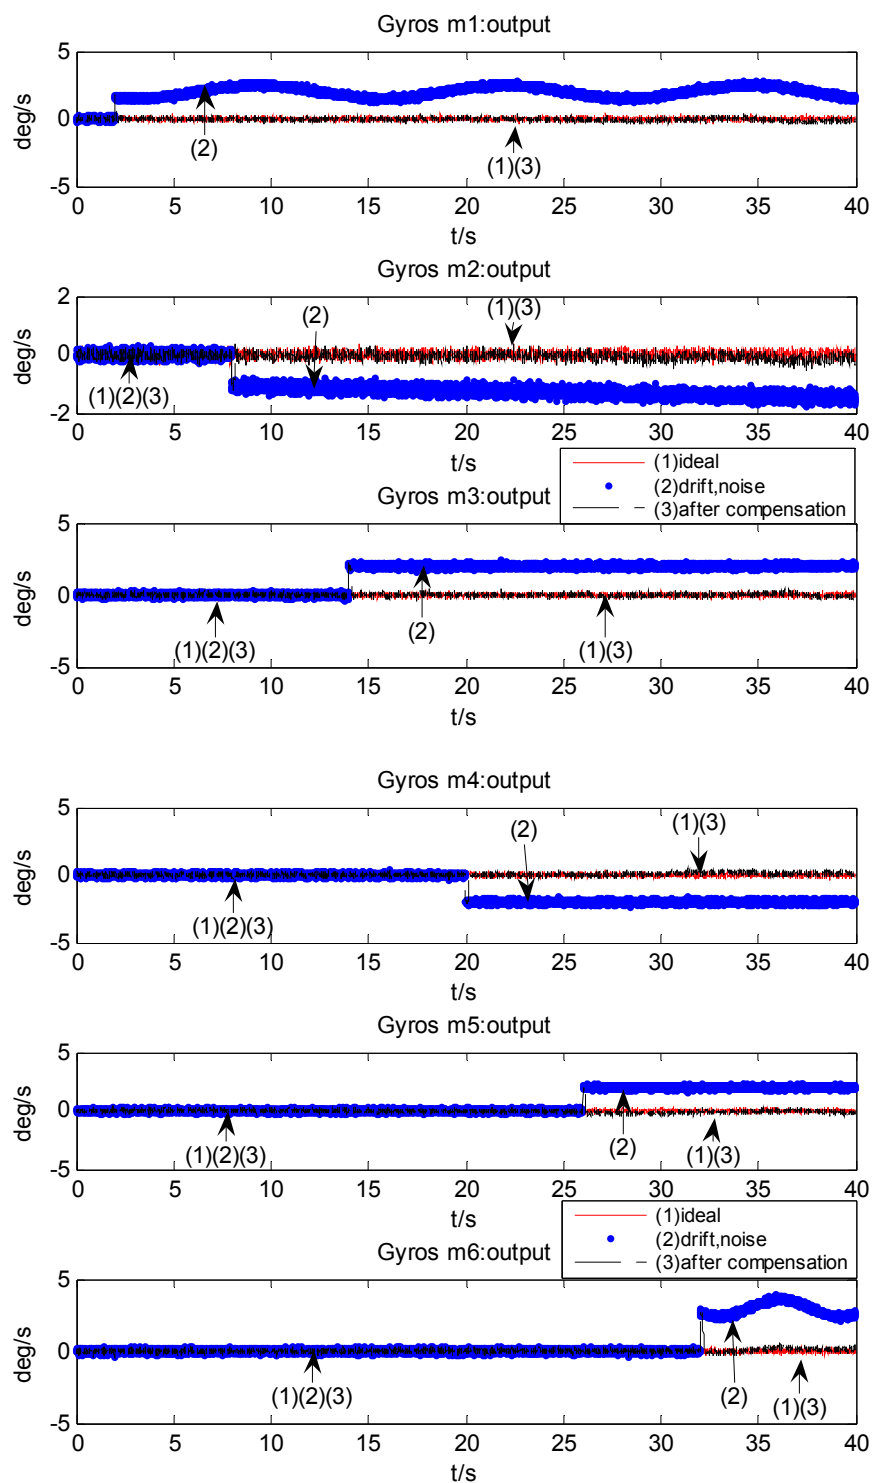 Gyros m1:output
5
0
-5
deg/s
(2)
(1)(3)
0 5 10 15 20 25 30 35 40
t/s
Gyros m2:output
2
0
-2
deg/s
(2)
(1)(3)
(1)(2)(3)
0 5 10 15 20 25 30 35 40
t/s
(1)ideal
(2)drift,noise
(3)after compensation
Gyros m3:output
5
0
-5
deg/s
(1)(2)(3)
(2)
(1)(3)
0 5 10 15 20 25 30 35 40
t/s
Gyros m4:output
5
0
-5
deg/s
(2)
(1)(3)
(1)(2)(3)
0 5 10 15 20 25 30 35 40
t/s
Gyros m5:output
5
0
-5
deg/s
(1)(2)(3)
(2)
(1)(3)
0 5 10 15 20 25 30 35 40
t/s
(1)ideal
(2)drift,noise
(3)after compensation
Gyros m6:output
5
0
-5
deg/s
(1)(2)(3)
(2)
(1)(3)
0 5 10 15 20 25 30 35 40
t/s